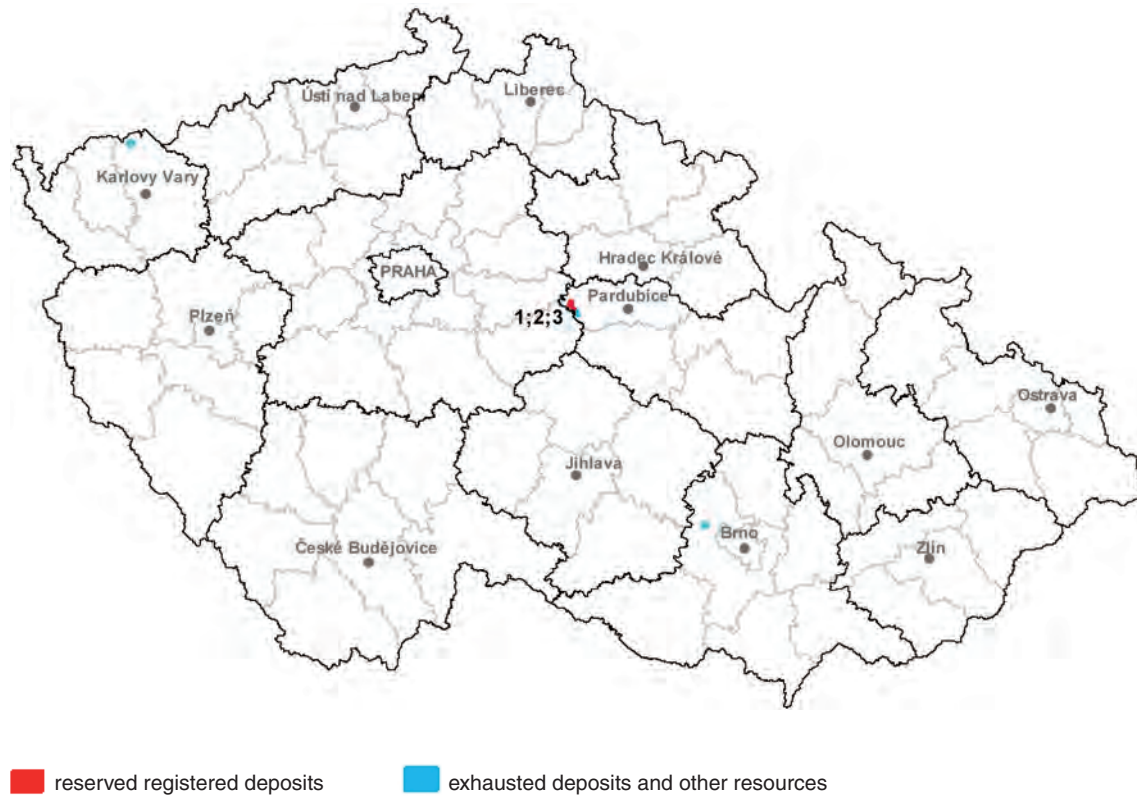 Ústí nad Labem
Liberec
Karlovy Vary
Hradec Králové
PRAHA
Pardubice
Plzeň
1;2;3
Ostrava
Olomouc
Jihlava
Brno
České Budějovice
Zlín
reserved registered deposits
exhausted deposits and other resources